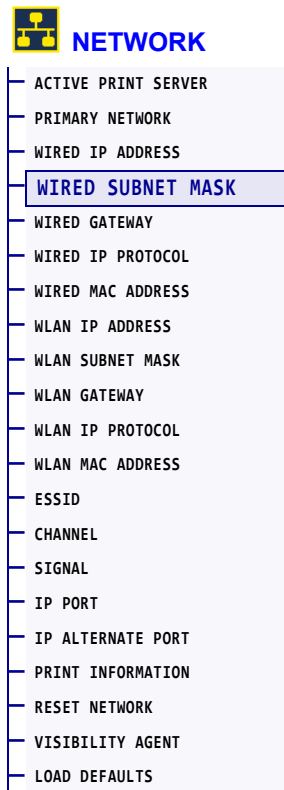 NETWORK
ACTIVE PRINT SERVER
PRIMARY NETWORK
WIRED IP ADDRESS
WIRED SUBNET MASK
WIRED GATEWAY
WIRED IP PROTOCOL
WIRED MAC ADDRESS
WLAN IP ADDRESS
WLAN SUBNET MASK
WLAN GATEWAY
WLAN IP PROTOCOL
WLAN MAC ADDRESS
ESSID
CHANNEL
SIGNAL
IP PORT
IP ALTERNATE PORT
PRINT INFORMATION
RESET NETWORK
VISIBILITY AGENT
LOAD DEFAULTS